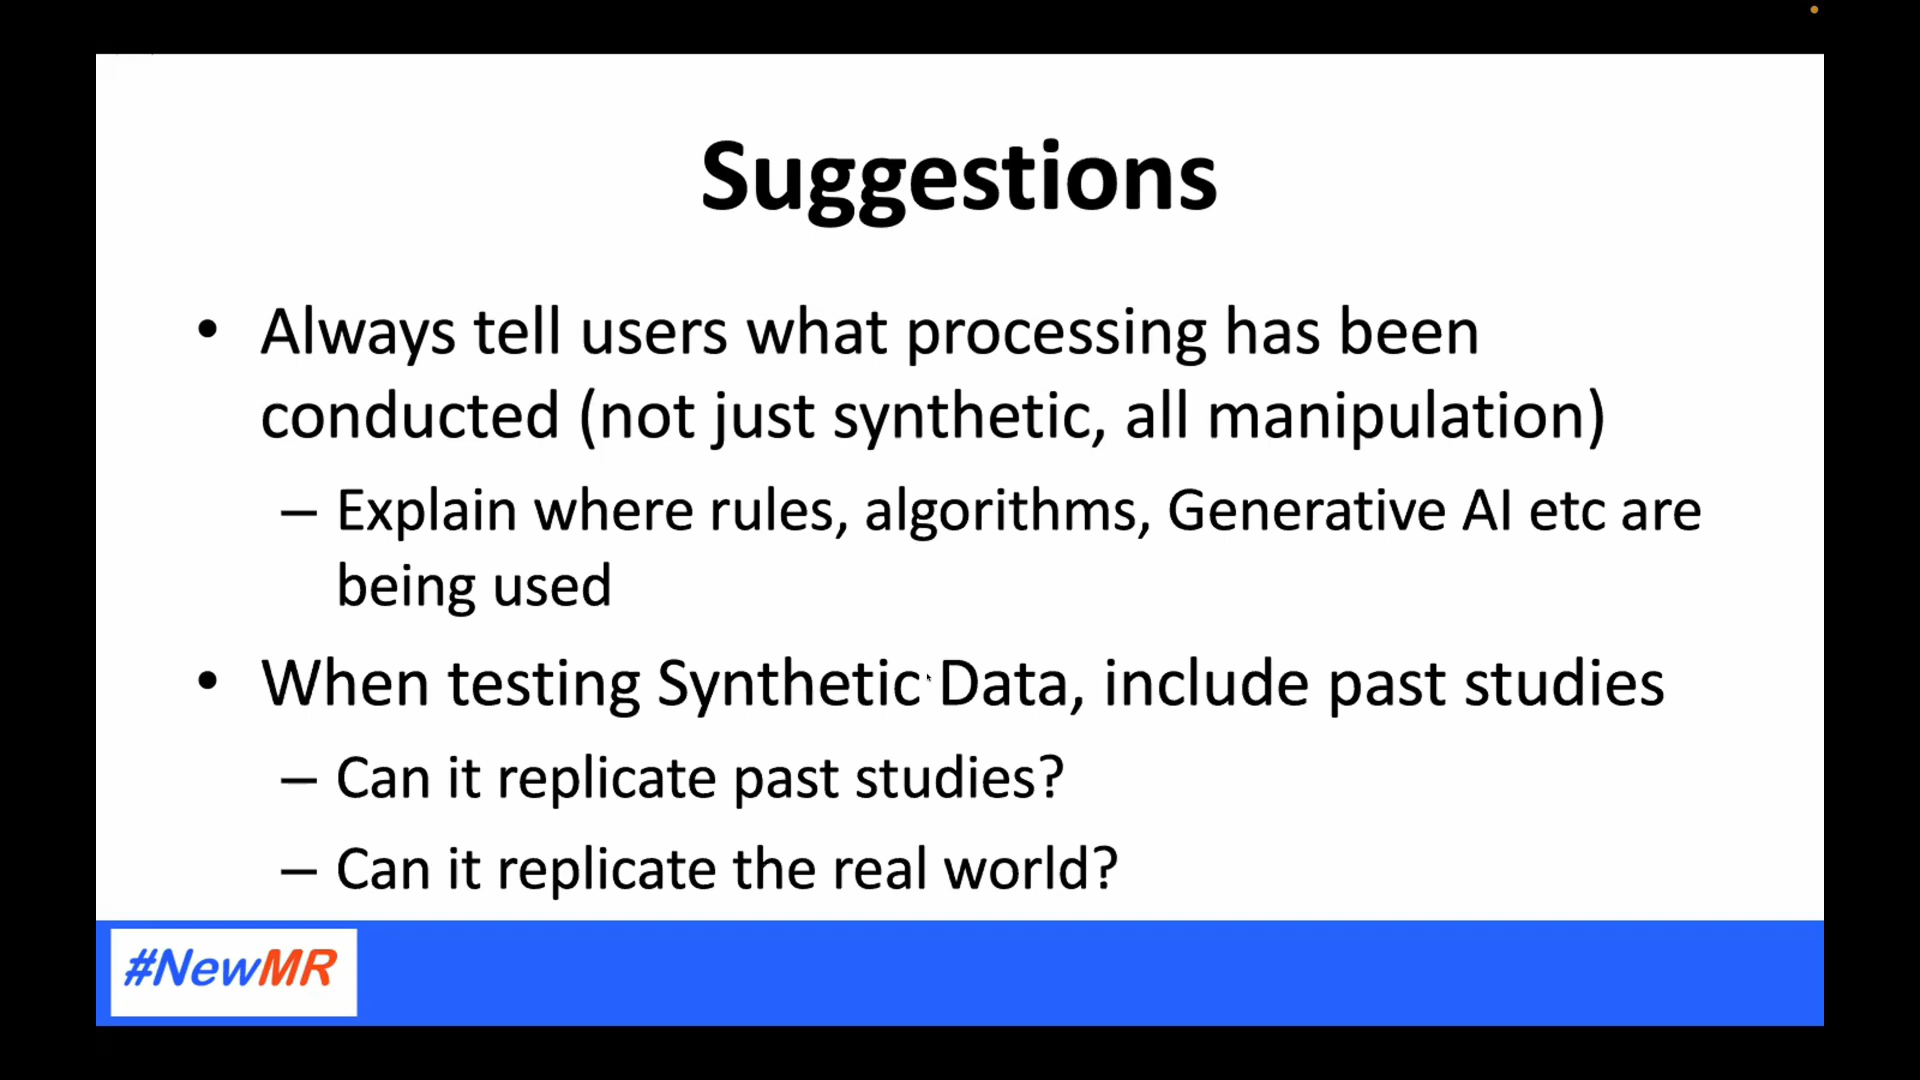 Suggestions
• Always tell users what processing has been
conducted (not just synthetic, all manipulation)
– Explain where rules, algorithms, Generative AI etc are
being used
• When testing Synthetic Data, include past studies
– Can it replicate past studies?
– Can it replicate the real world?
#NewMR